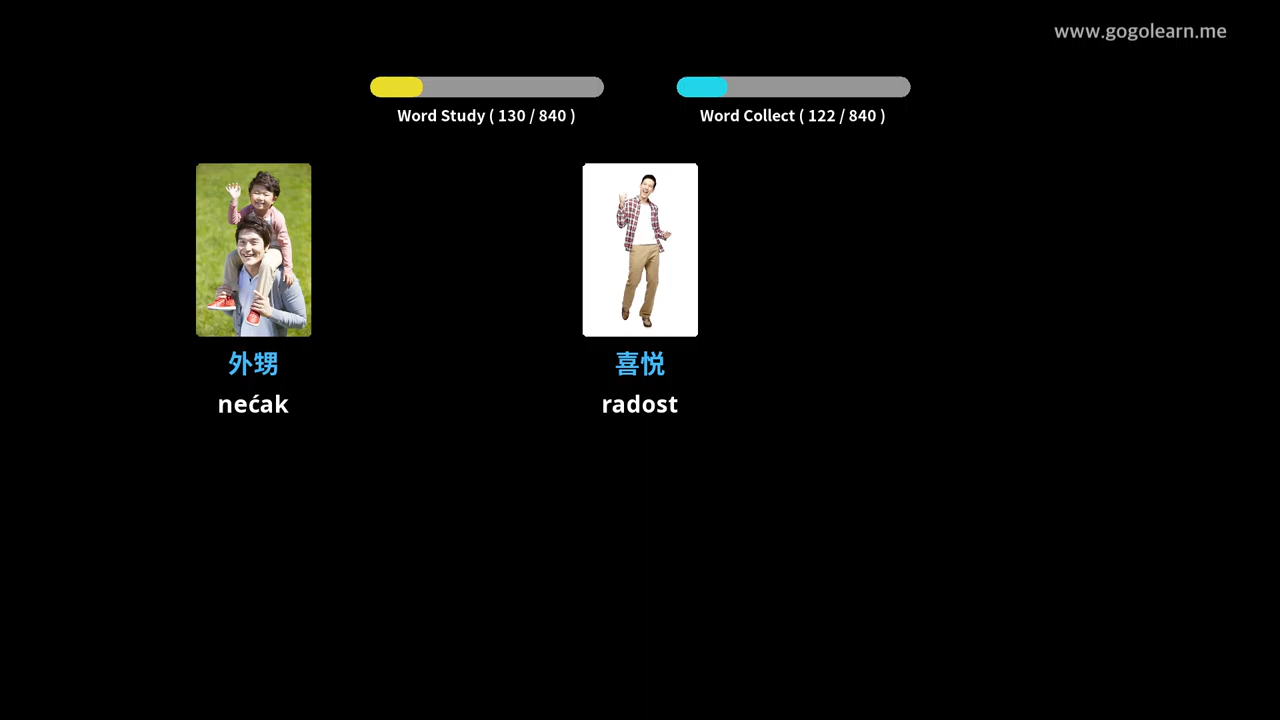 www.gogolearn.me
Word Study ( 130 / 840 )
Word Collect ( 122 / 840 )
外甥
喜悦
nećak
radost